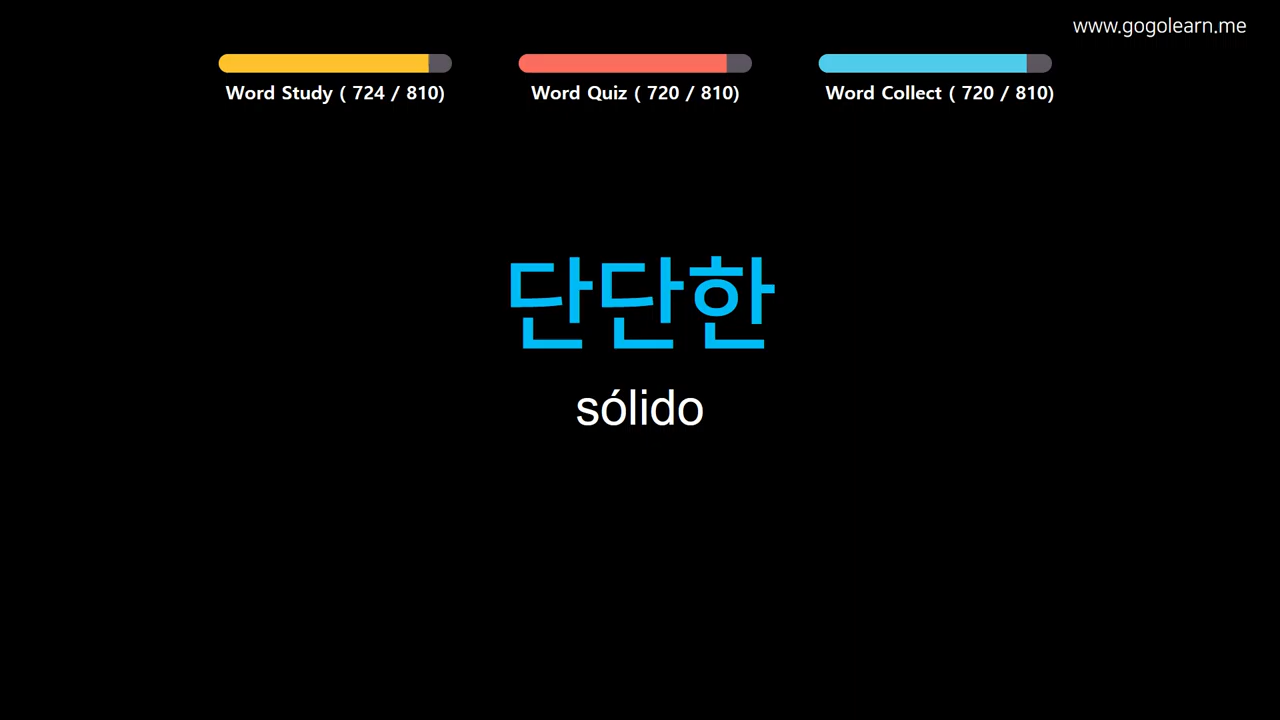 www.gogolearn.me
Word Study ( 724 / 810)
Word Quiz ( 720 / 810)
Word Collect ( 720 / 810)
단단한
sólido